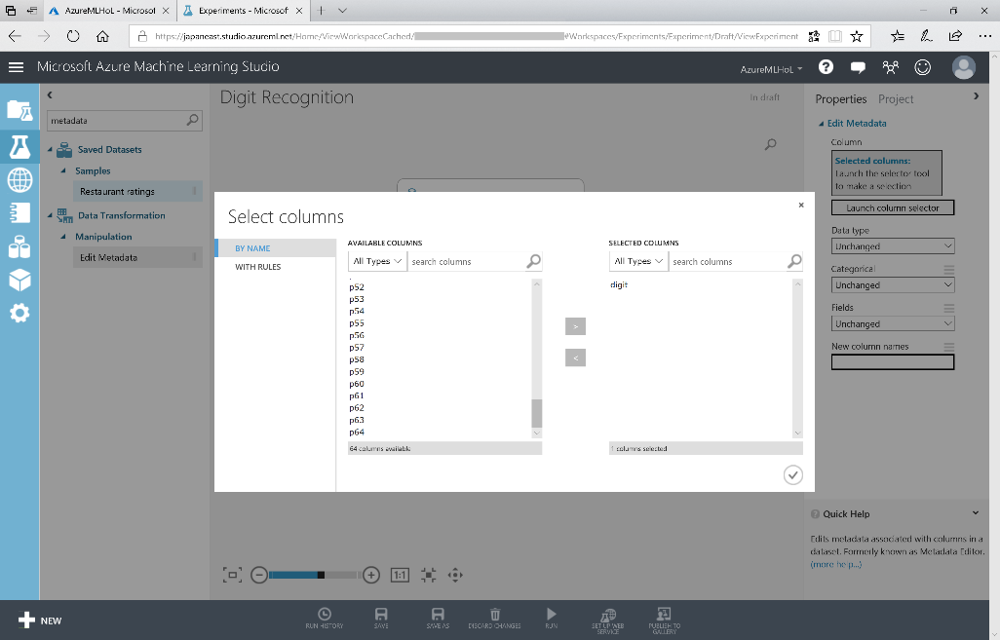 AzureMLHoL - Microsof
Experiments - Microsof
https://japaneast.studio.azureml.net/Home/ViewWorkspaceCached/ #Workspaces/Experiments/Experiment/Draft/ViewExperiment
Microsoft Azure Machine Learning Studio
AzureMLHoL
metadata
Saved Datasets
Samples
Restaurant ratings
Data Transformation
Manipulation
Edit Metadata
Digit Recognition
In draft
Select columns
BY NAME
WITH RULES
AVAILABLE COLUMNS
All Types
search columns
p52
p53
p54
p55
p56
p57
p58
p59
p60
p61
p62
p63
p64
64 columns available
>
<
SELECTED COLUMNS
All Types
search columns
digit
1 columns selected
Properties Project
Edit Metadata
Column
Selected columns:
Launch the selector tool
to make a selection
Launch column selector
Data type
Unchanged
Categorical
Unchanged
Fields
Unchanged
New column names
Quick Help
Edits metadata associated with columns in a
dataset. Formerly known as Metadata Editor.
(more help...)
1:1
NEW
RUN HISTORY
SAVE
SAVE AS
DISCARD CHANGES
RUN
SET UP WEB
SERVICE
PUBLISH TO
GALLERY